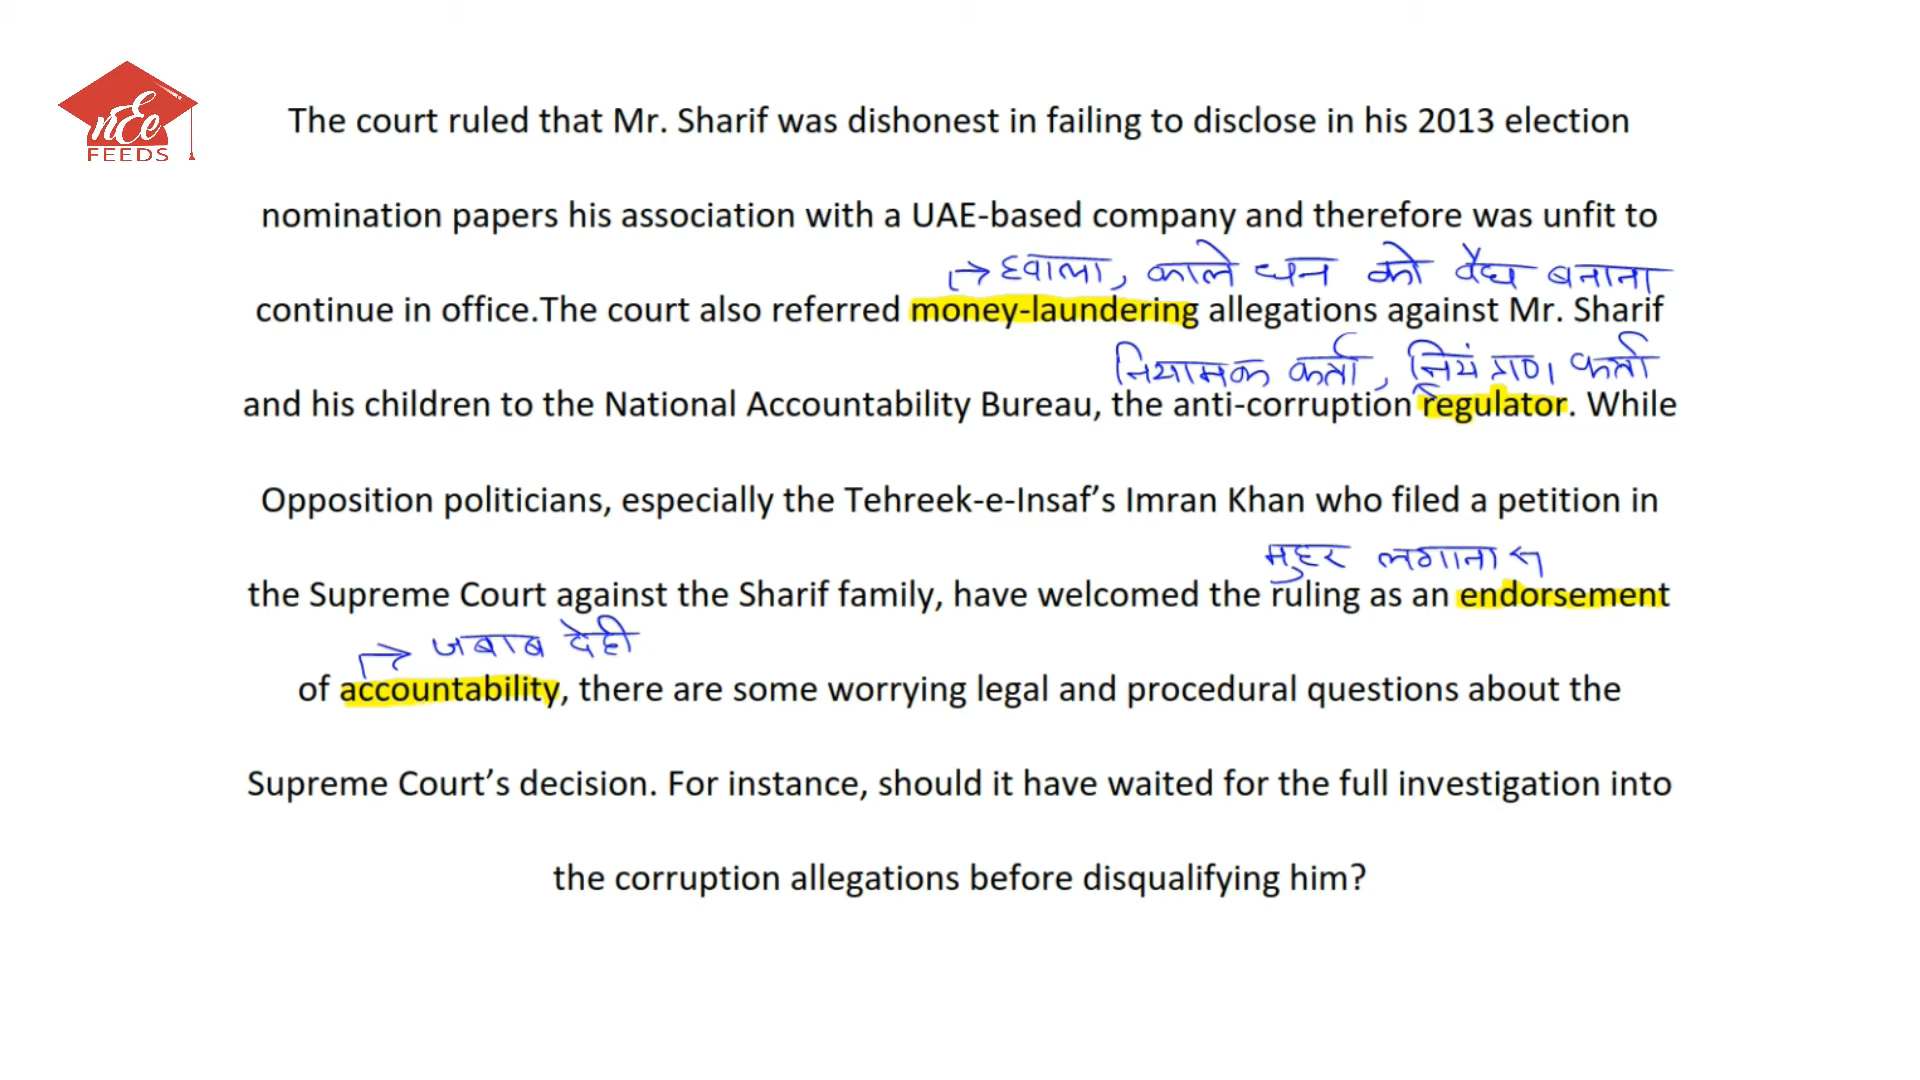 nEe
FEEDS
The court ruled that Mr. Sharif was dishonest in failing to disclose in his 2013 election
nomination papers his association with a UAE-based company and therefore was unfit to
→ हवाला, काले धन को वैध बनाना
continue in office.The court also referred money-laundering allegations against Mr. Sharif
नियामक कर्ता, नियंत्रण कर्ता
and his children to the National Accountability Bureau, the anti-corruption regulator. While
Opposition politicians, especially the Tehreek-e-Insaf’s Imran Khan who filed a petition in
मुहर लगाना ←
the Supreme Court against the Sharif family, have welcomed the ruling as an endorsement
→ जबाब देही
of accountability, there are some worrying legal and procedural questions about the
Supreme Court’s decision. For instance, should it have waited for the full investigation into
the corruption allegations before disqualifying him?